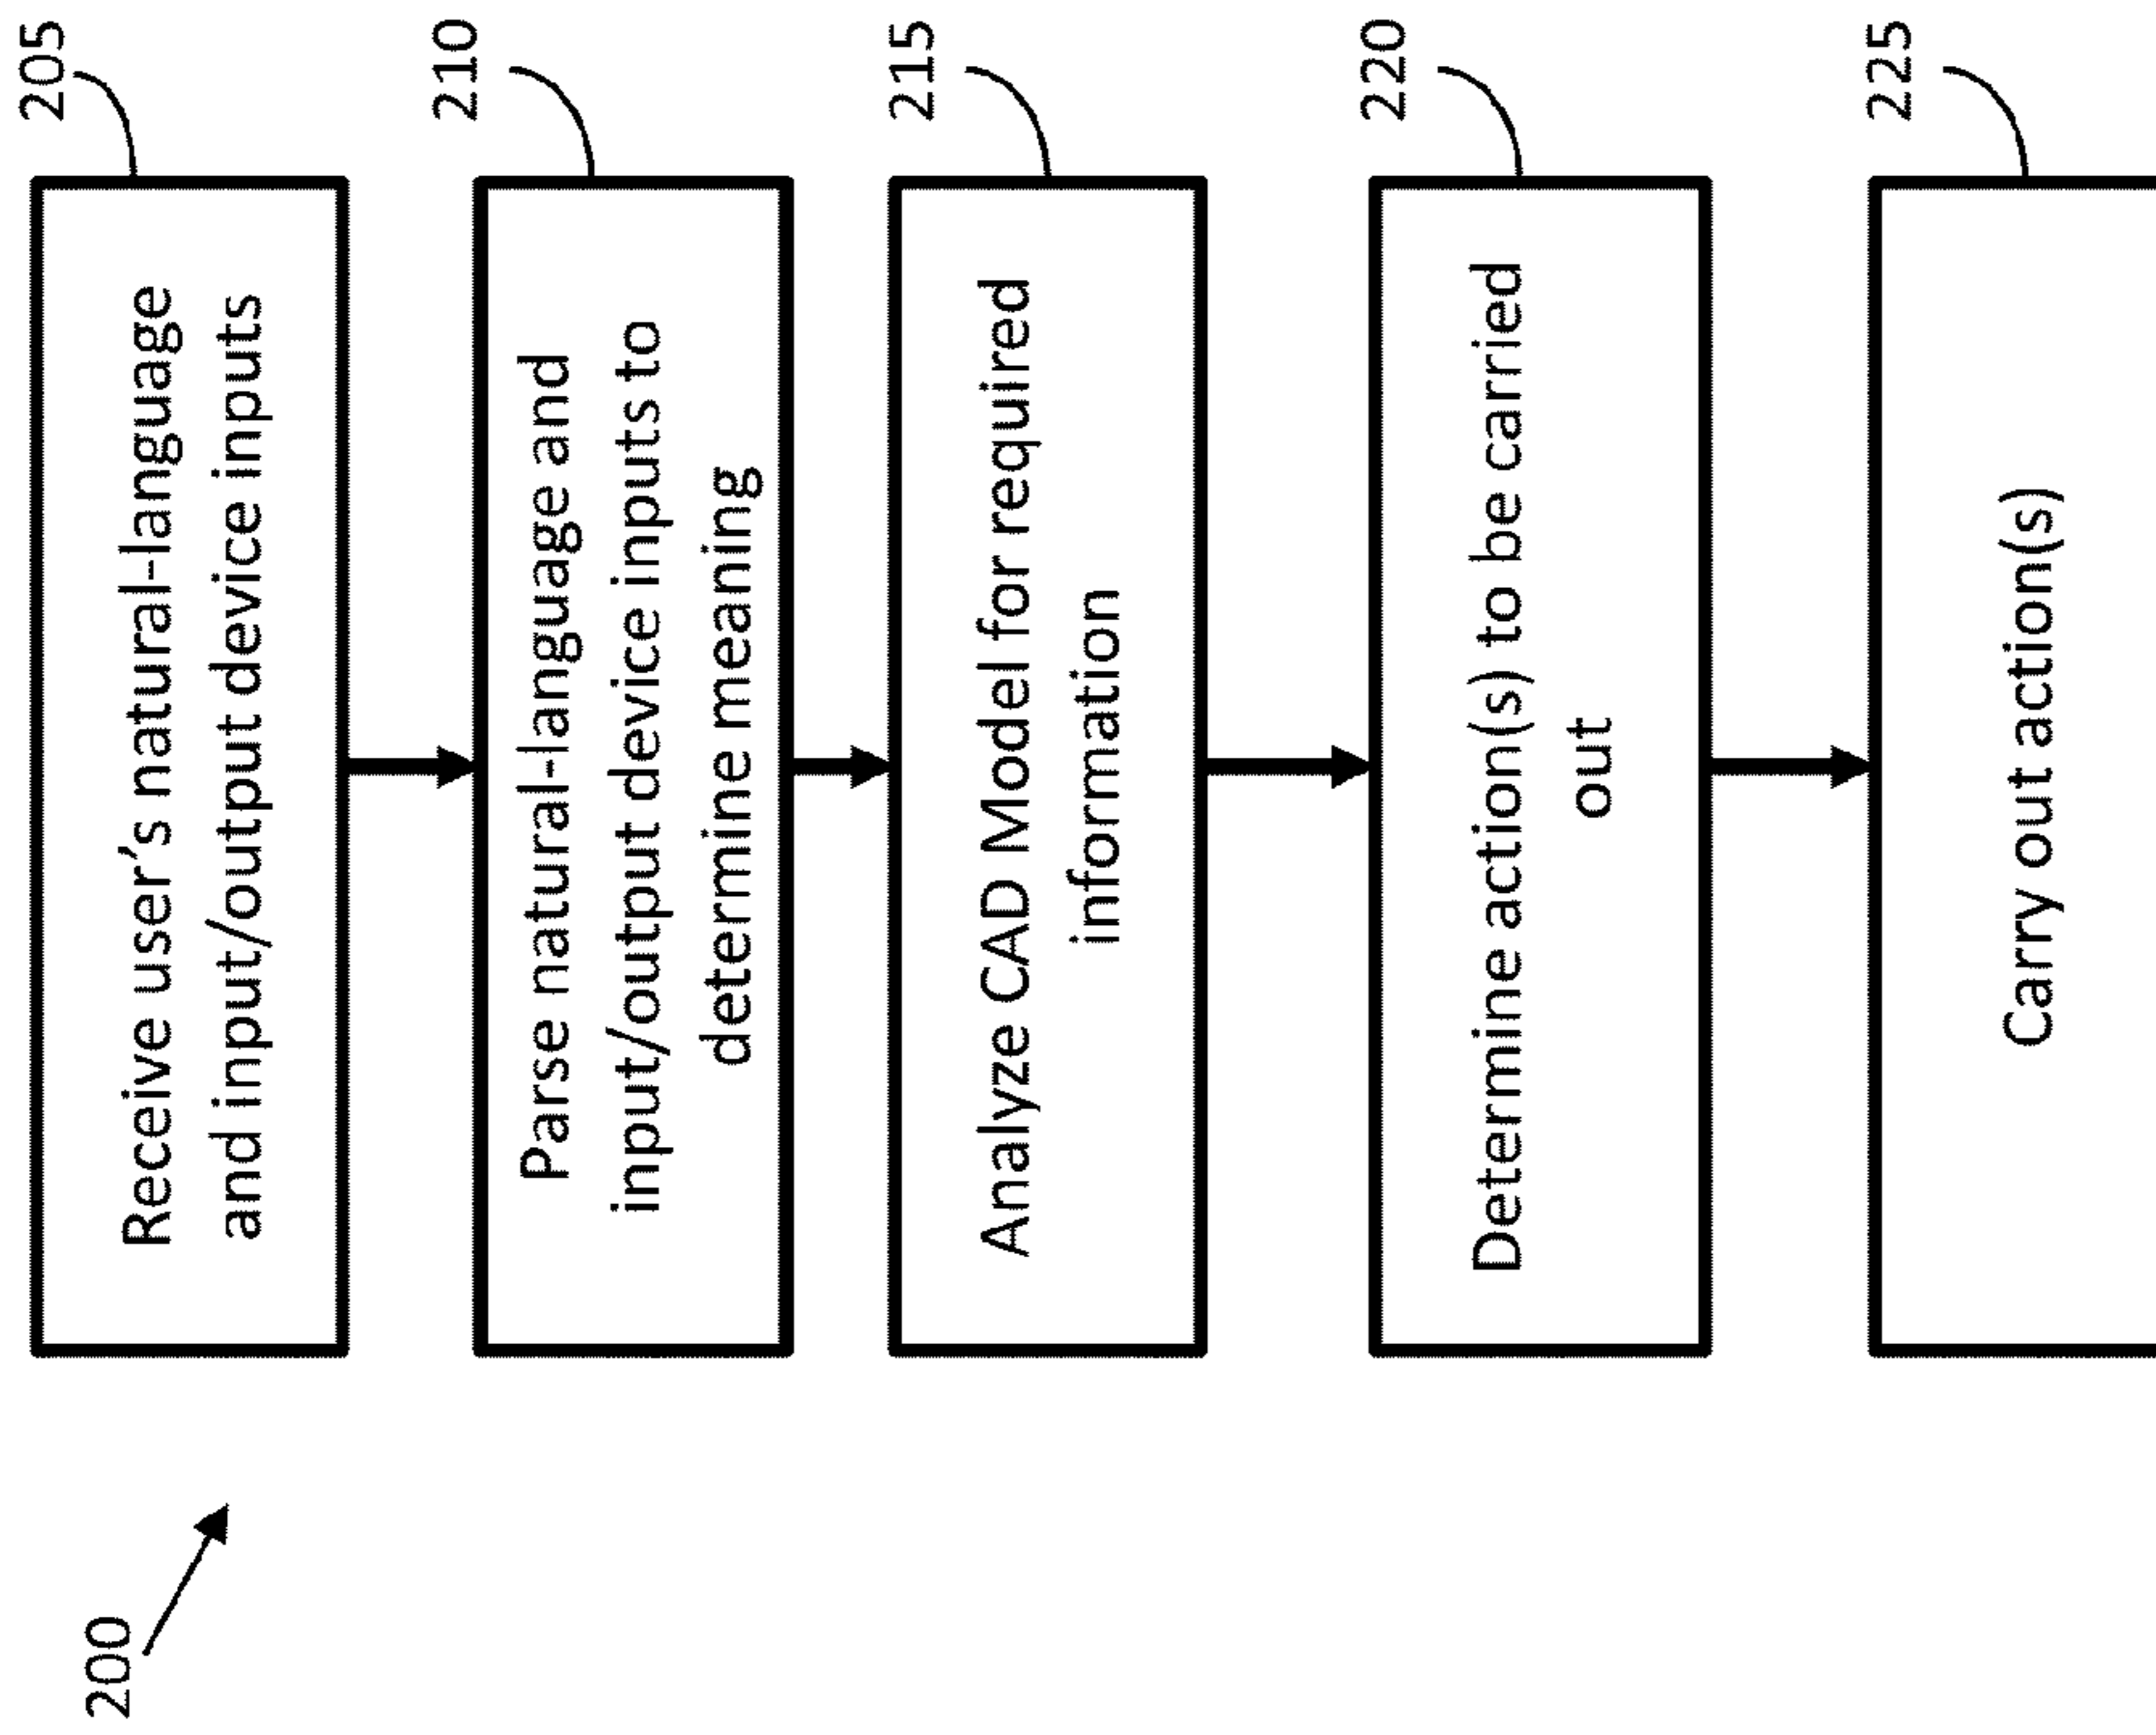 200
205
Receive user's natural-language
and input/output device inputs
210
Parse natural-language and
input/output device inputs to
determine meaning
215
Analyze CAD Model for required
information
220
Determine action(s) to be carried
out
225
Carry out action(s)